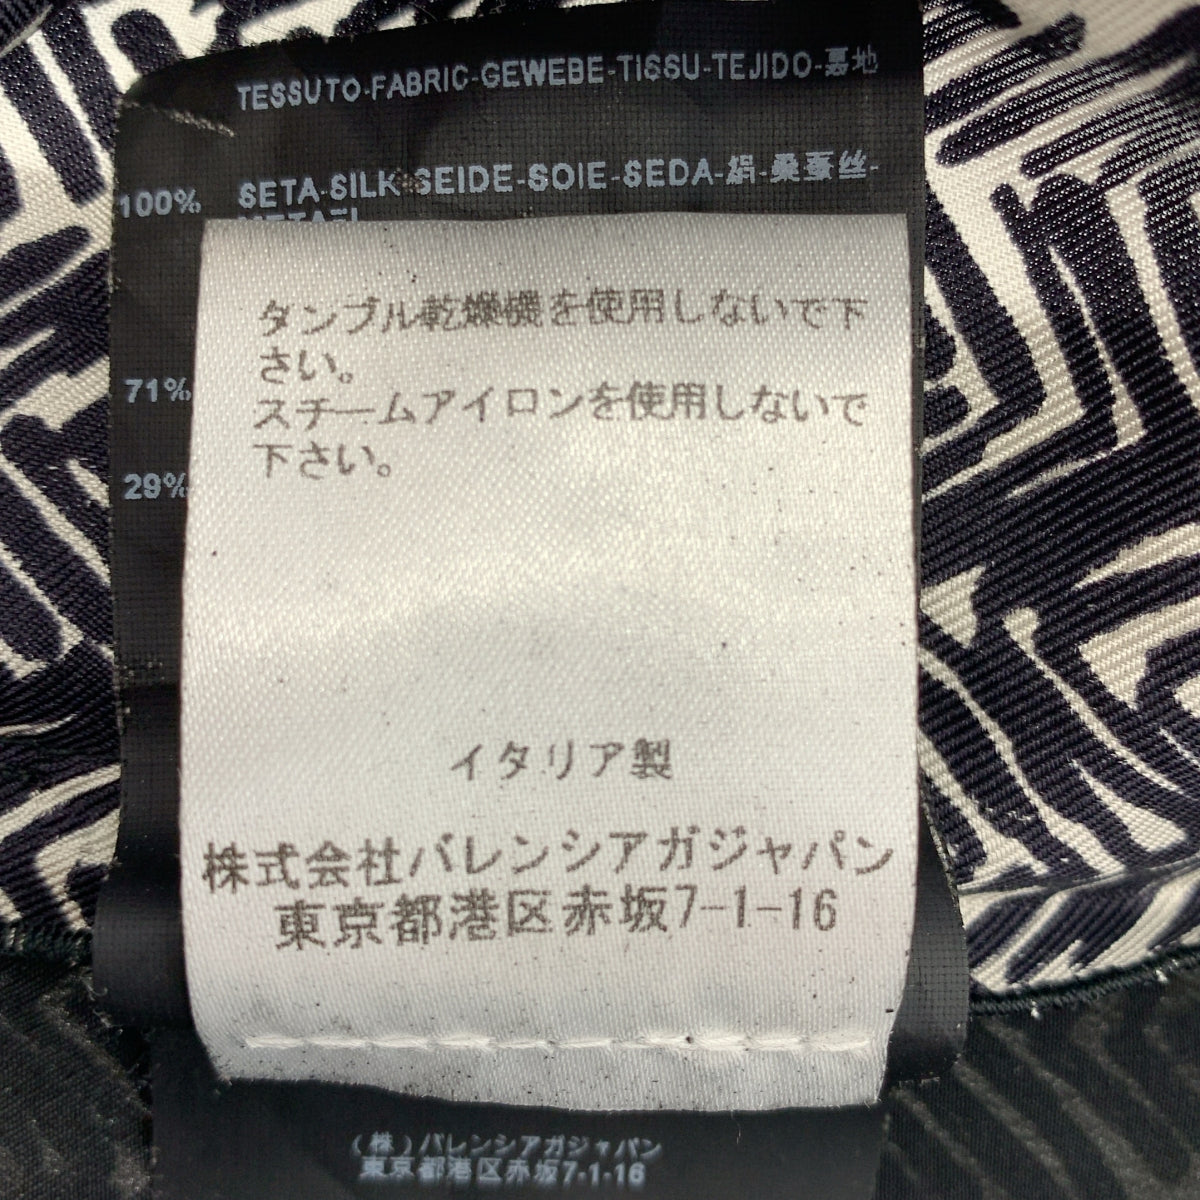 TESSUTO-FABRIC-GEWEBE-TISSU-TEJIDO-墓地
100% SETA-SILK-SEIDE-SOIE-SEDA-絹-桑蚕丝-
タンブル乾燥機を使用しないで下
さい。
71%
スチームアイロンを使用しないで
下さい。
29%
イタリア製
株式会社バレンシアガジャパン
東京都港区赤坂7-1-16
(株)バレンシアガジャパン
東京都港区赤坂7-1-16